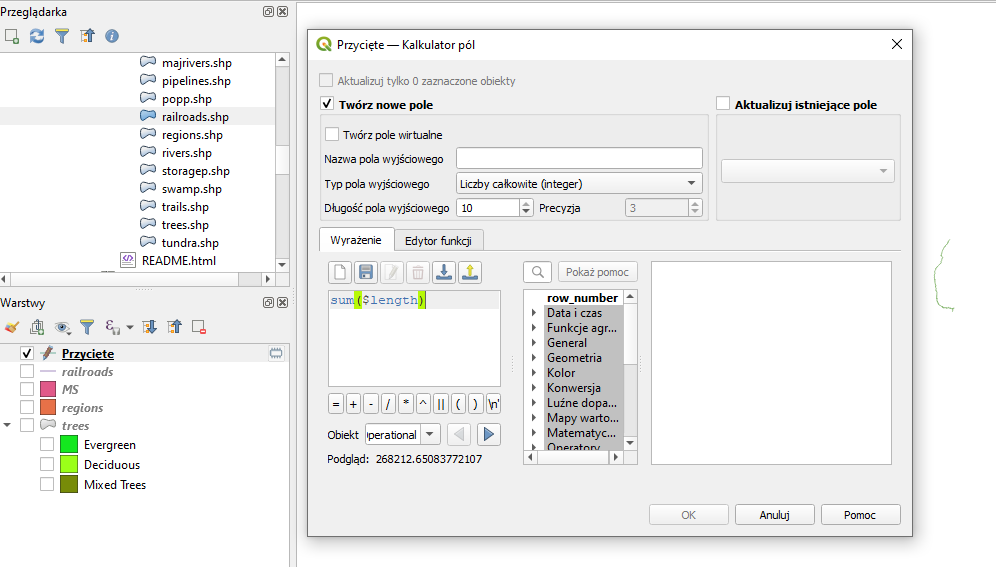 Przeglądarka
majrivers.shp
pipelines.shp
popp.shp
railroads.shp
regions.shp
rivers.shp
storagep.shp
swamp.shp
trails.shp
trees.shp
tundra.shp
README.html
Warstwy
Przycięte
railroads
MS
regions
trees
Evergreen
Deciduous
Mixed Trees
Przycięte — Kalkulator pól
Aktualizuj tylko 0 zaznaczone obiekty
Twórz nowe pole
Aktualizuj istniejące pole
Twórz pole wirtualne
Nazwa pola wyjściowego
Typ pola wyjściowego
Liczby całkowite (integer)
Długość pola wyjściowego
10
Precyzja
3
Wyrażenie
Edytor funkcji
Pokaż pomoc
sum($length)
row_number
Data i czas
Funkcje agr...
General
Geometria
Kolor
Konwersja
Luźne dopa...
Mapy warto...
Matematyc...
Operatory
= + - / * ^ || ( ) '\n'
Obiekt
Operational
Podgląd: 268212.65083772107
OK
Anuluj
Pomoc